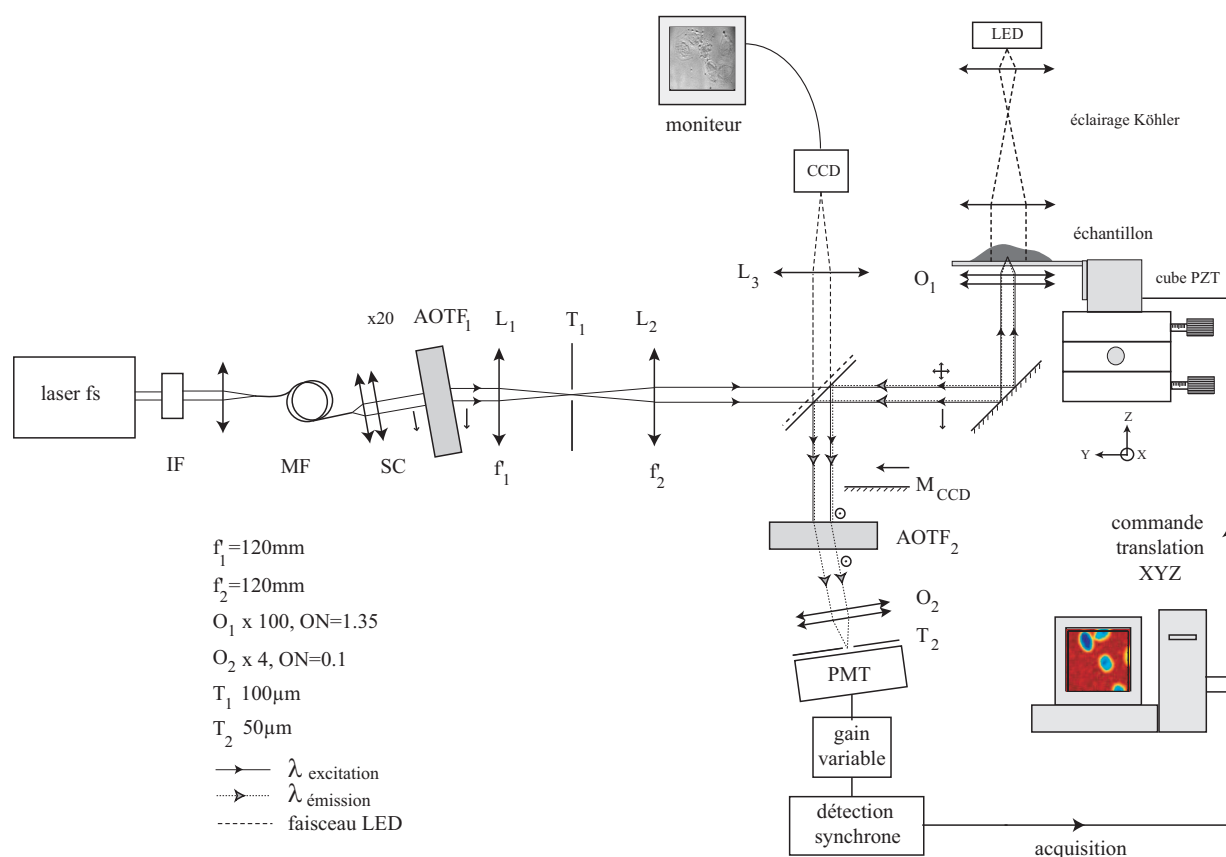 LED
moniteur
éclairage Köhler
CCD
échantillon
L3
O1
cube PZT
x20
AOTF1
L1
T1
L2
laser fs
IF
MF
SC
f'1
f'2
Z
Y
X
MCCD
AOTF2
commande
translation
XYZ
f'1=120mm
f'2=120mm
O1 x 100, ON=1.35
O2 x 4, ON=0.1
T1 100µm
T2 50µm
λ excitation
λ émission
faisceau LED
O2
T2
PMT
gain
variable
détection
synchrone
acquisition